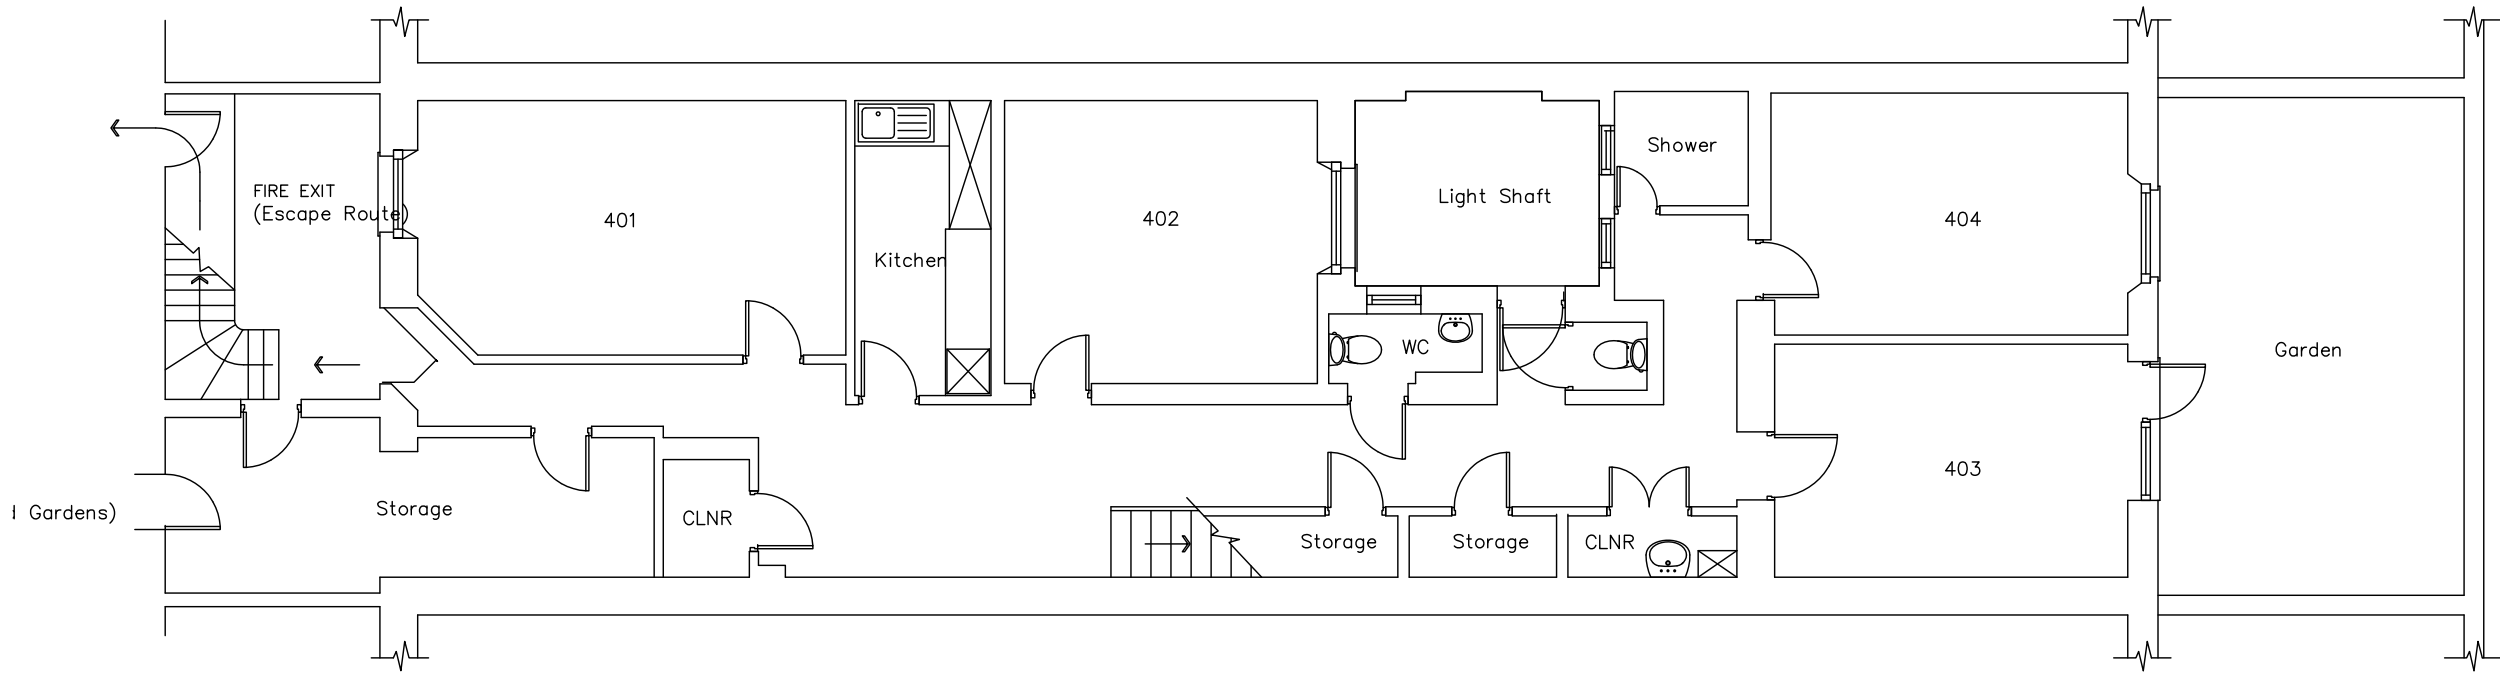 FIRE EXIT
(Escape Route)
401
Kitchen
402
Light Shaft
Shower
404
WC
Garden
403
Gardens)
Storage
CLNR
Storage
Storage
CLNR